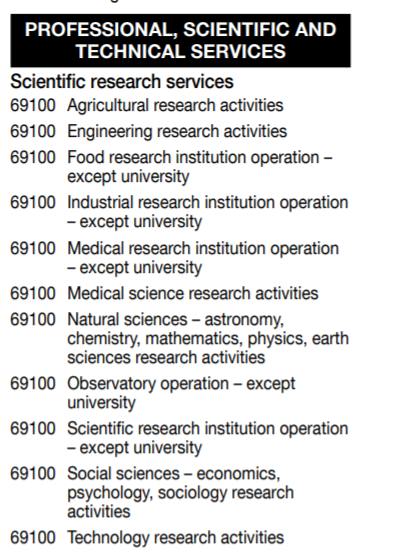 PROFESSIONAL, SCIENTIFIC AND
TECHNICAL SERVICES
Scientific research services
69100 Agricultural research activities
69100 Engineering research activities
69100 Food research institution operation –
except university
69100 Industrial research institution operation
– except university
69100 Medical research institution operation
– except university
69100 Medical science research activities
69100 Natural sciences – astronomy,
chemistry, mathematics, physics, earth
sciences research activities
69100 Observatory operation – except
university
69100 Scientific research institution operation
– except university
69100 Social sciences – economics,
psychology, sociology research
activities
69100 Technology research activities